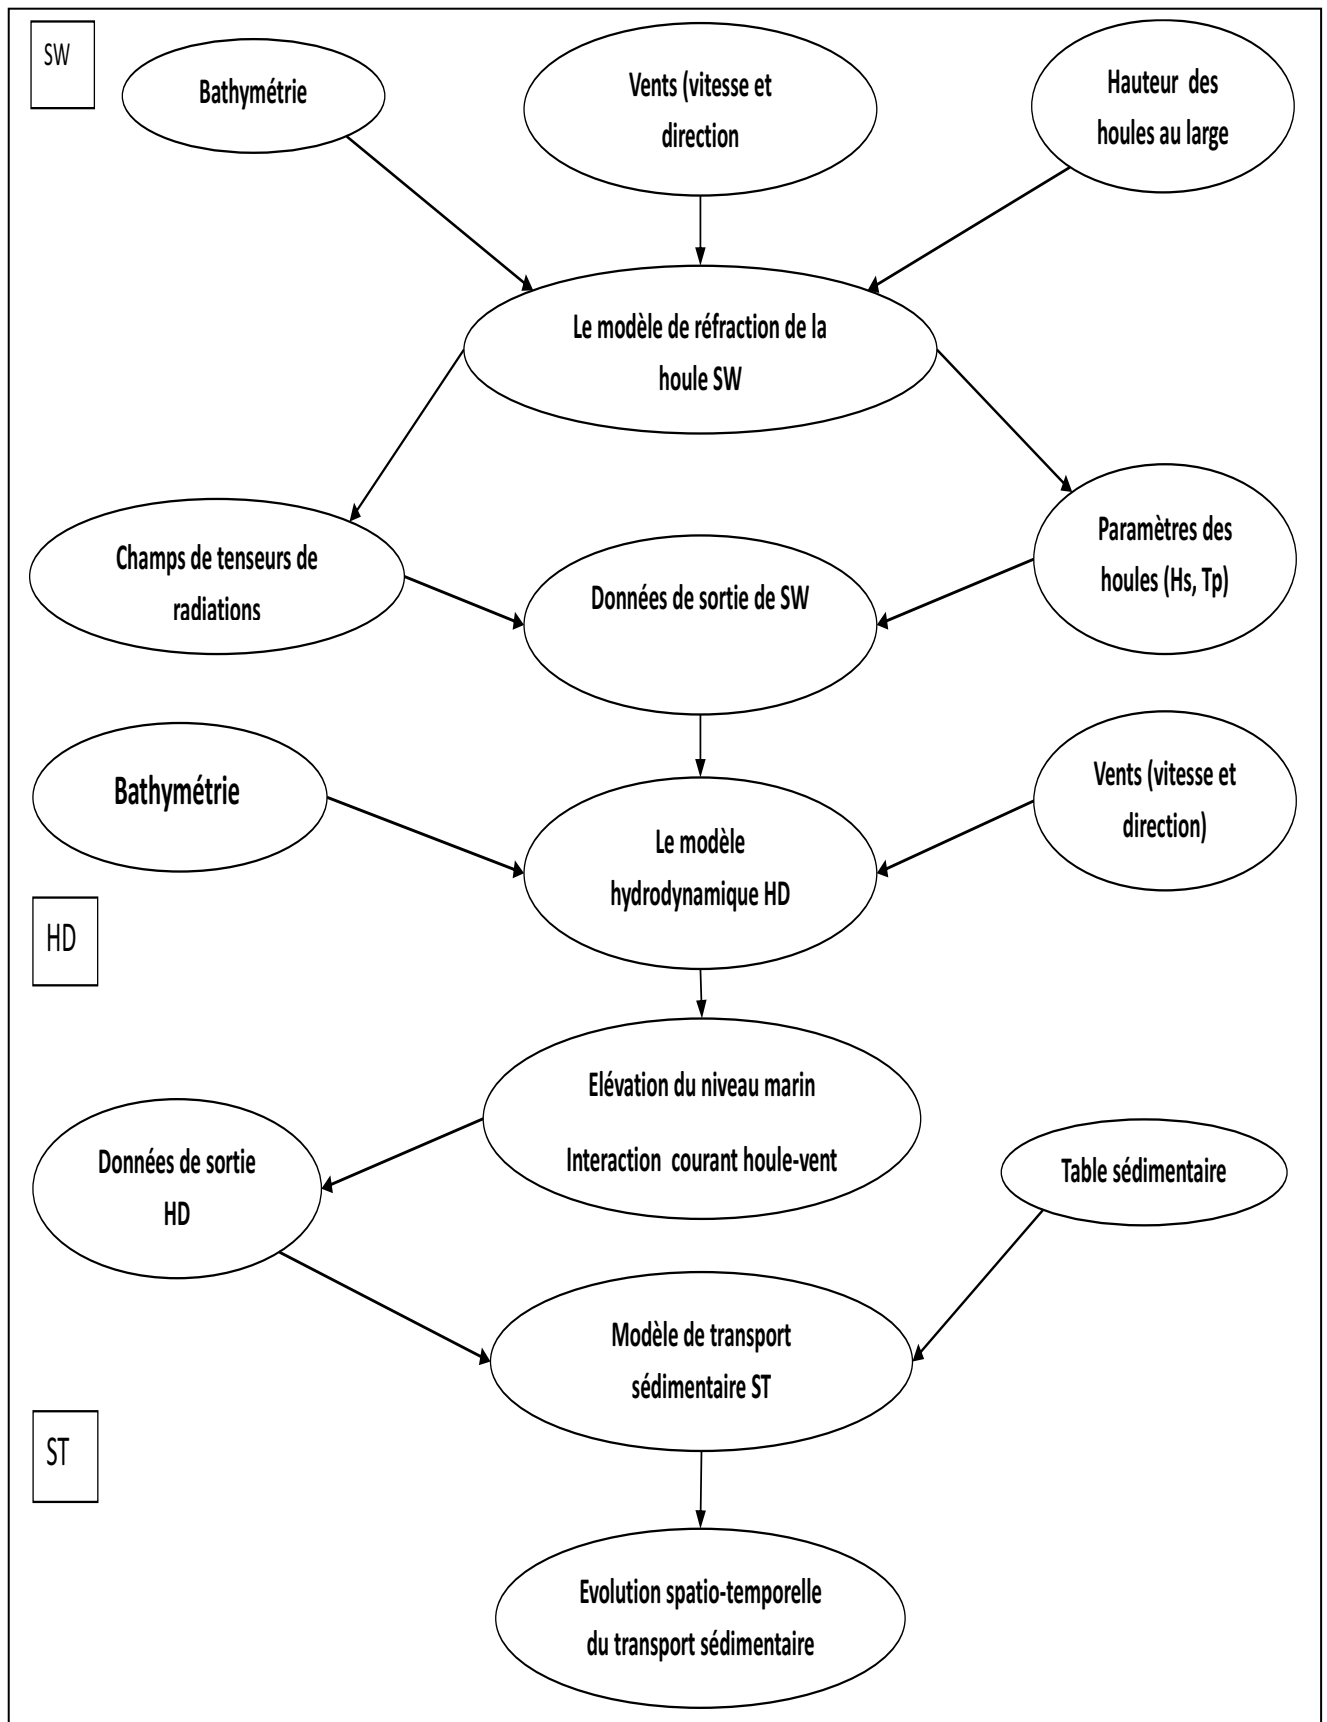 SW
Bathymétrie
Vents (vitesse et
direction
Hauteur des
houles au large
Le modèle de réfraction de la
houle SW
Champs de tenseurs de
radiations
Données de sortie de SW
Paramètres des
houles (Hs, Tp)
Bathymétrie
Vents (vitesse et
direction)
Le modèle
hydrodynamique HD
HD
Elévation du niveau marin
Interaction courant houle-vent
Données de sortie
HD
Table sédimentaire
Modèle de transport
sédimentaire ST
ST
Evolution spatio-temporelle
du transport sédimentaire